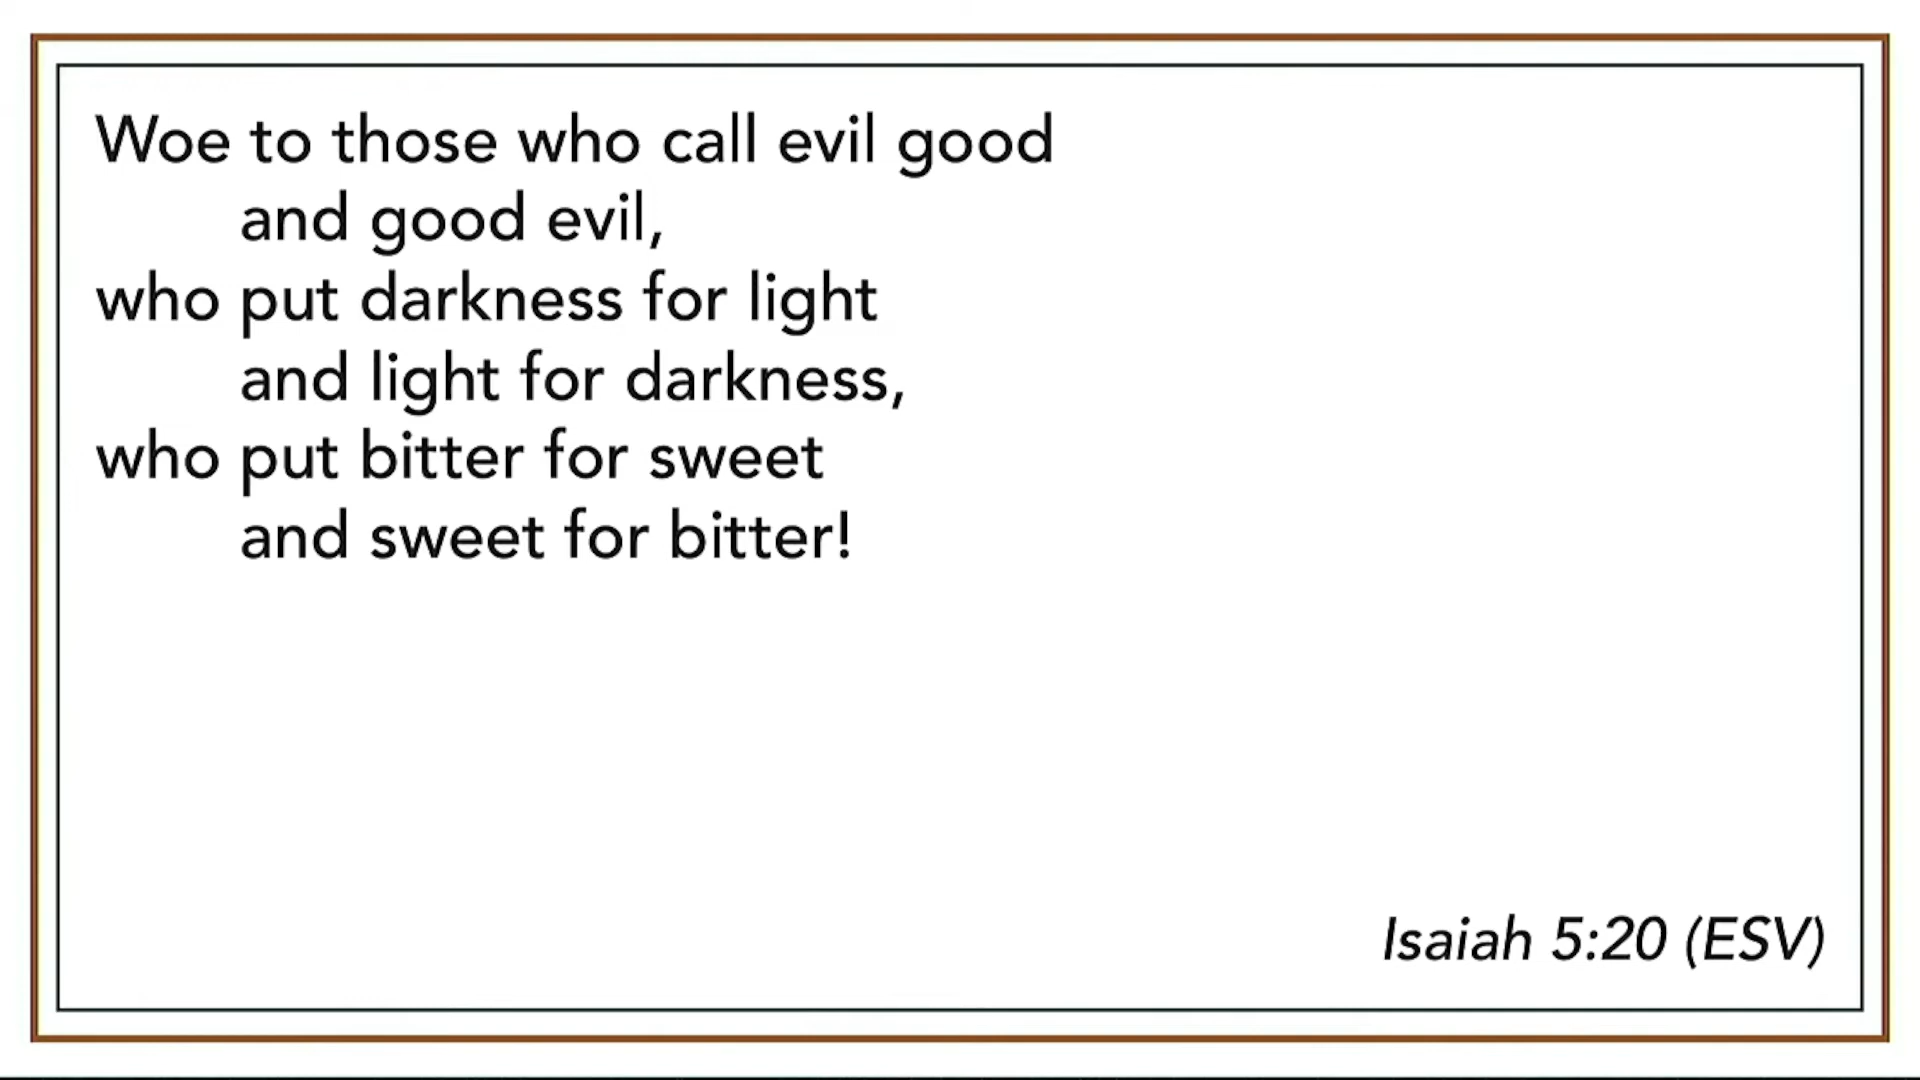 Woe to those who call evil good
and good evil,
who put darkness for light
and light for darkness,
who put bitter for sweet
and sweet for bitter!
Isaiah 5:20 (ESV)